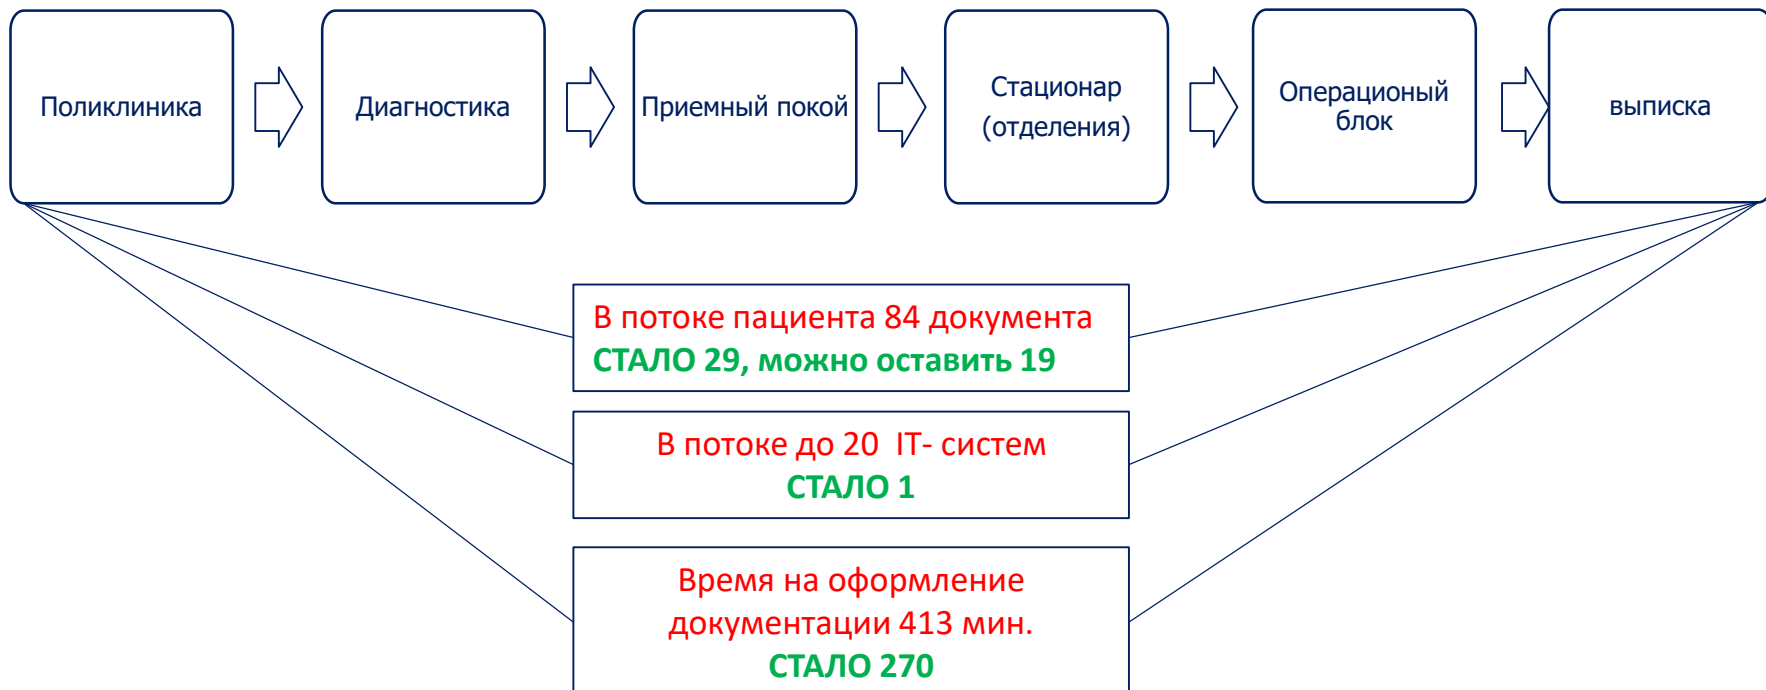 Поликлиника
Диагностика
Приемный покой
Стационар
(отделения)
Операционый
блок
выписка
В потоке пациента 84 документа
СТАЛО 29, можно оставить 19
В потоке до 20 IT- систем
СТАЛО 1
Время на оформление
документации 413 мин.
СТАЛО 270